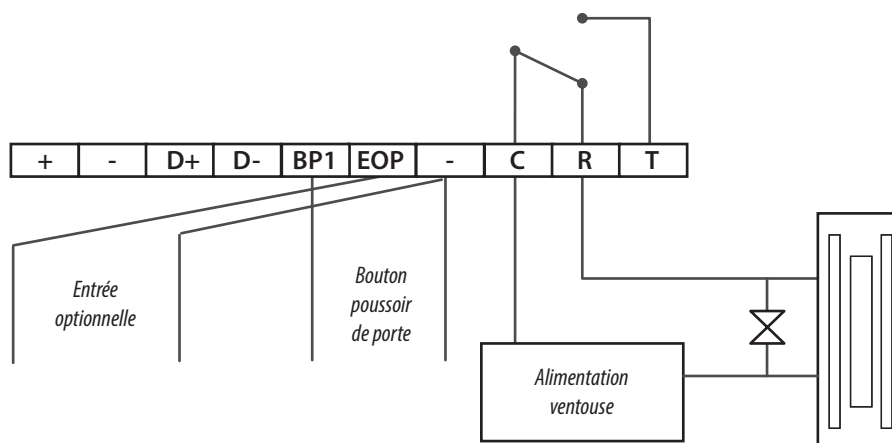 + - D+ D- BP1 EOP - C R T
Entrée
optionnelle
Bouton
poussoir
de porte
Alimentation
ventouse